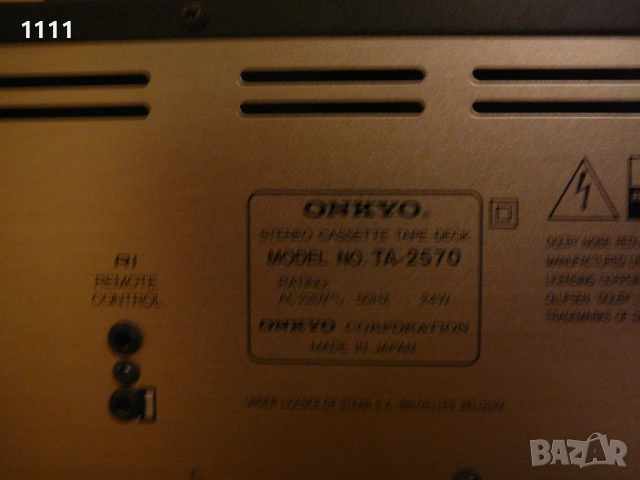 1111
ONKYO®
STEREO CASSETTE TAPE DECK
MODEL NO. TA-2570
RATING
AC 220V~ 50HZ 24W
ONKYO CORPORATION
MADE IN JAPAN
RI
REMOTE
CONTROL
UNDER LICENCE OF STAAR S.A. BRUXELLES BELGIUM
DOLBY NOISE RED
MANUFACTURED U
LICENSING CORPORA
OLUFSEN. DOLBY
TRADEMARKS OF
BAZAR